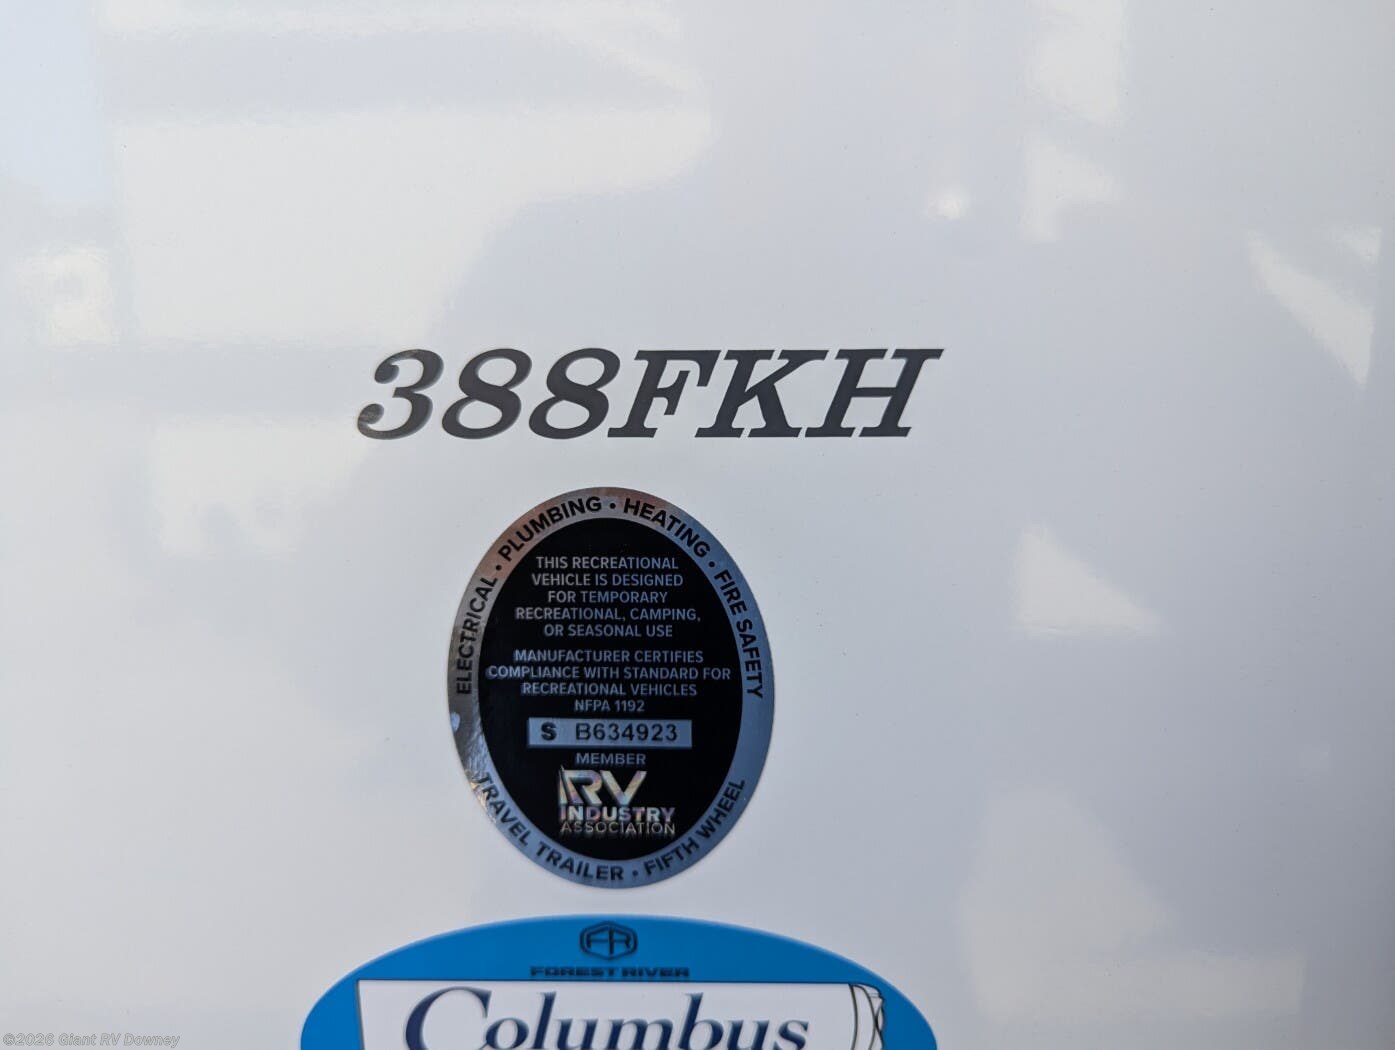 388FKH
ELECTRICAL • PLUMBING • HEATING • FIRE SAFETY
THIS RECREATIONAL
VEHICLE IS DESIGNED
FOR TEMPORARY
RECREATIONAL, CAMPING,
OR SEASONAL USE
MANUFACTURER CERTIFIES
COMPLIANCE WITH STANDARD FOR
RECREATIONAL VEHICLES
NFPA 1192
S B634923
MEMBER
RV
INDUSTRY
ASSOCIATION
TRAVEL TRAILER • FIFTH WHEEL
FR
FOREST RIVER
Columbus
©2026 Giant RV Downey